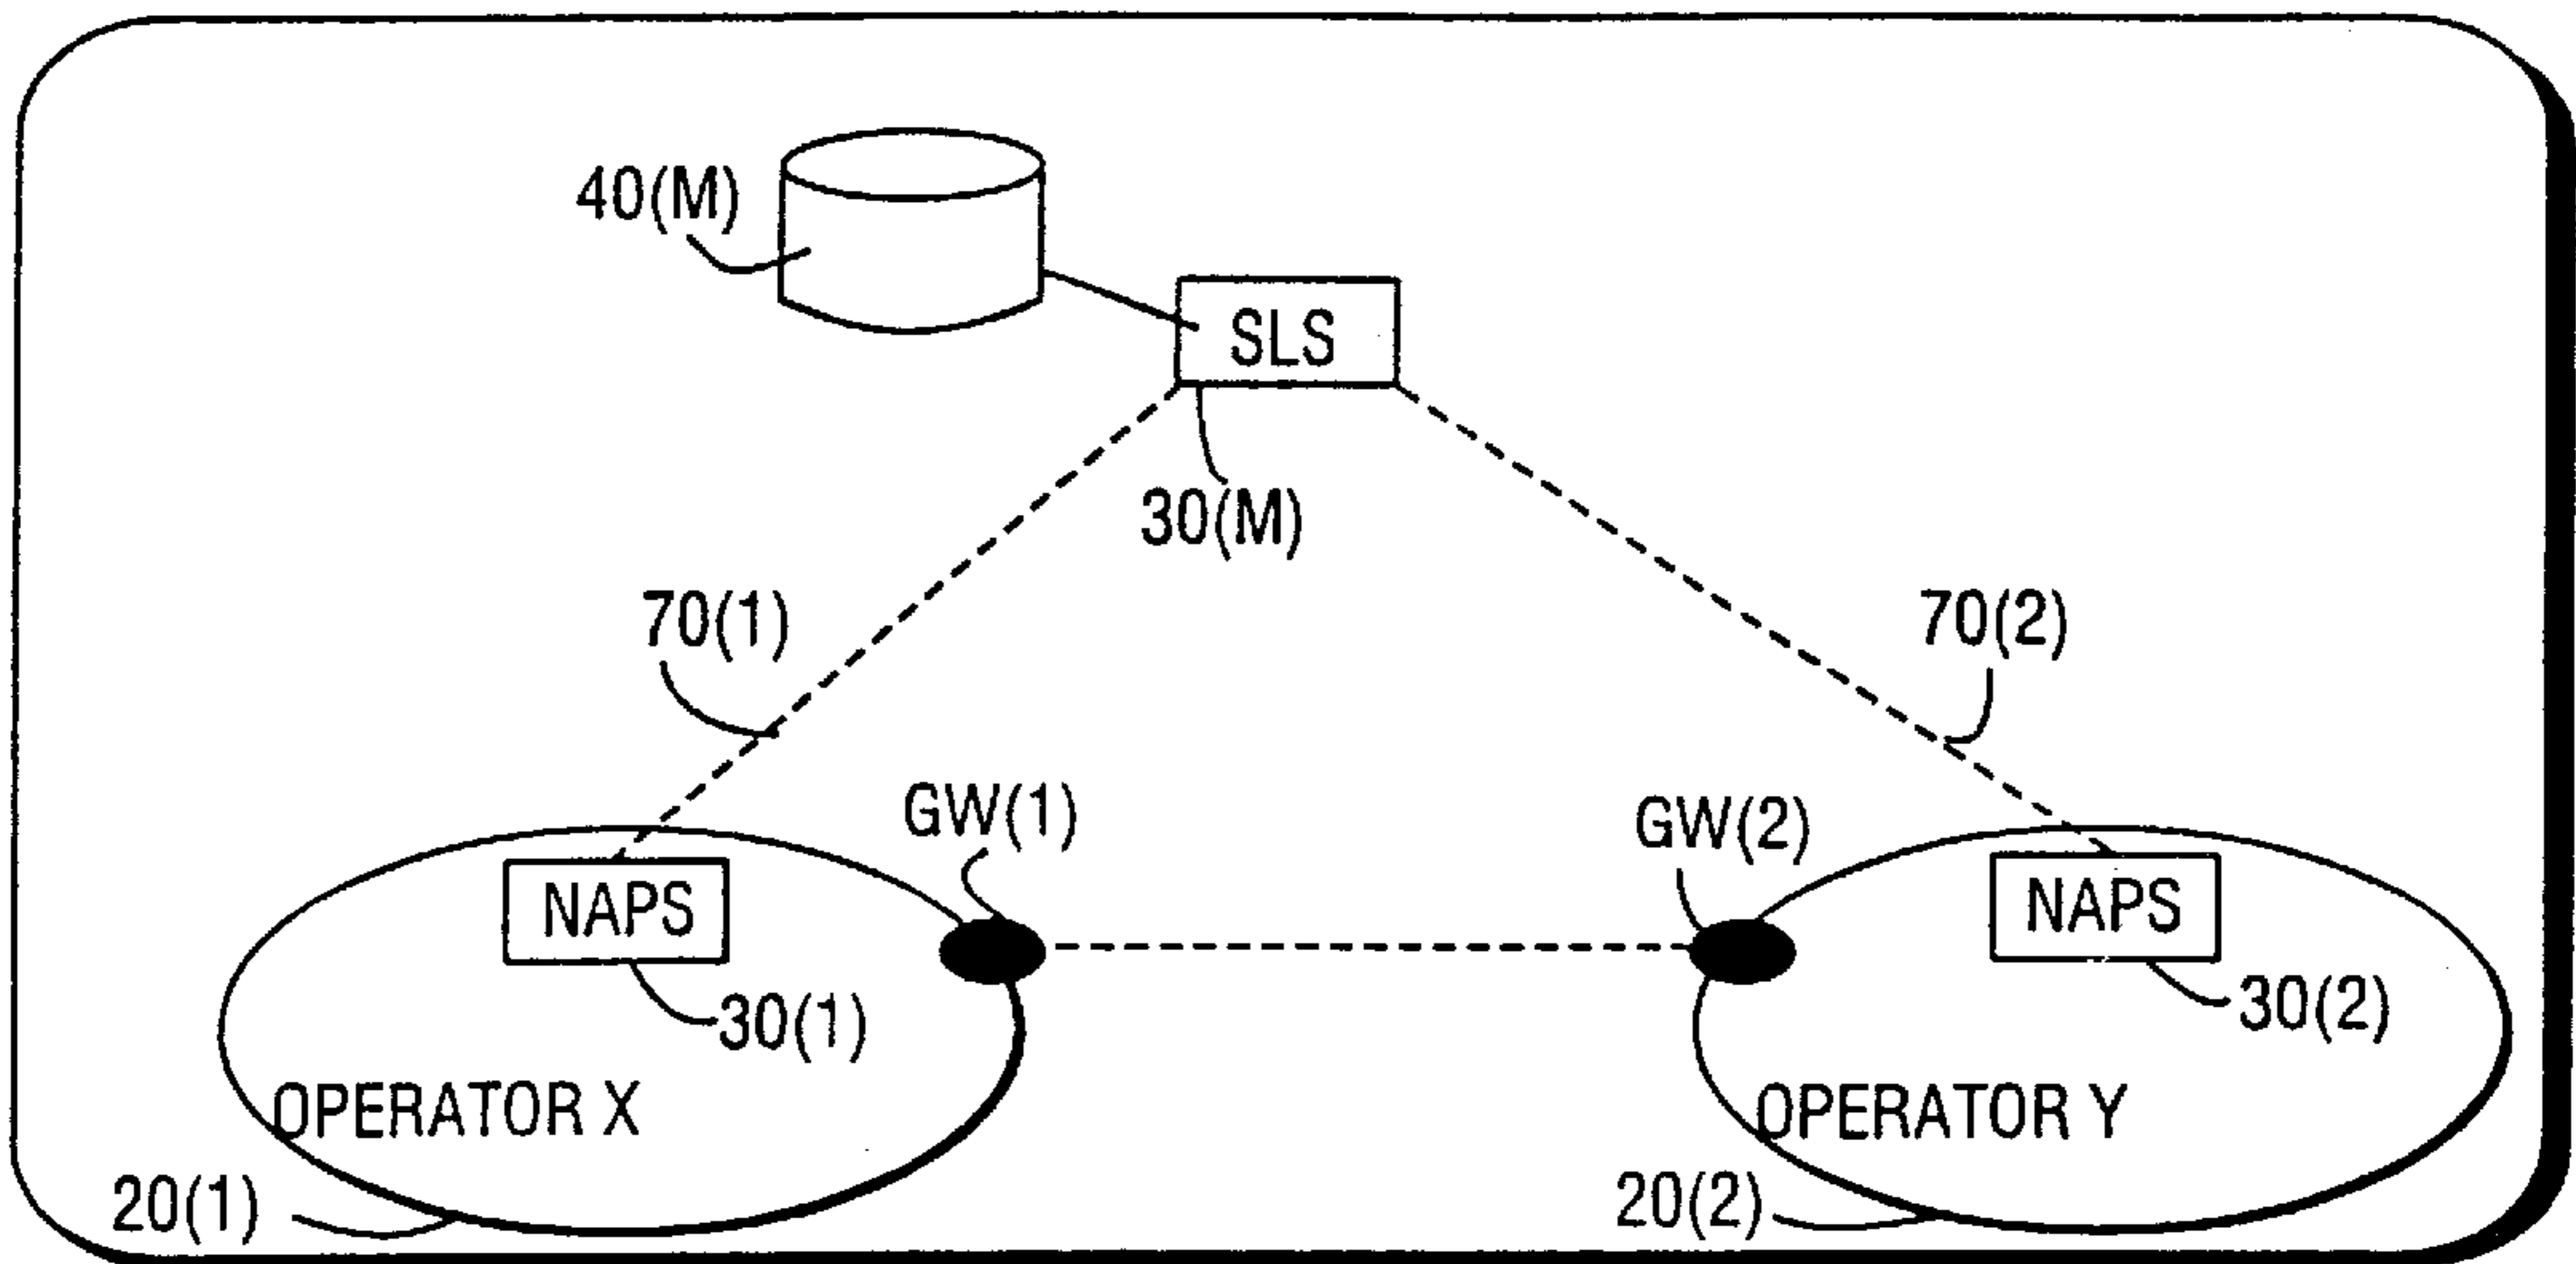 40(M)
SLS
30(M)
70(1)
70(2)
GW(1)
GW(2)
NAPS
NAPS
30(1)
30(2)
OPERATOR X
OPERATOR Y
20(1)
20(2)